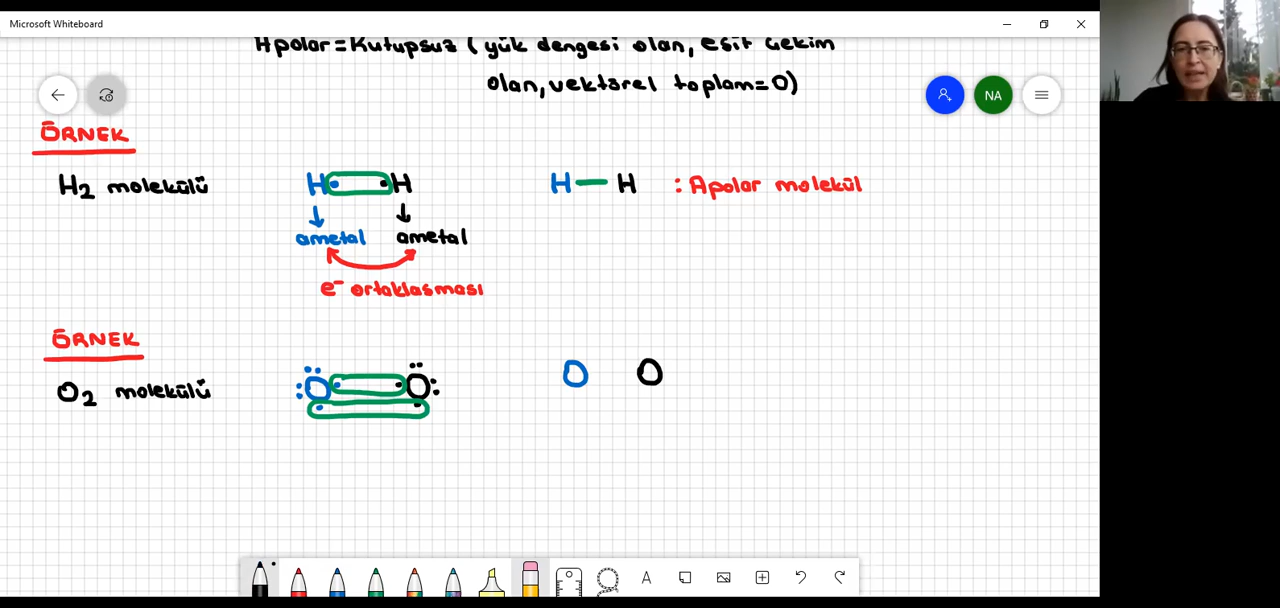 Microsoft Whiteboard
Apolar=Kutupsuz (yük dengesi olan, eşit çekim
olan, vektörel toplam=0)
NA
ÖRNEK
H2 molekülü
H H
H — H
: Apolar molekül
ametal
ametal
e- ortaklaşması
ÖRNEK
O2 molekülü
:O O:
O O
A